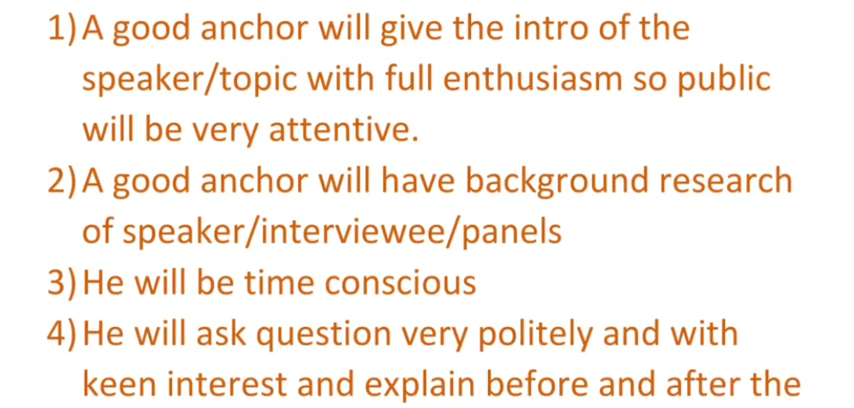 1) A good anchor will give the intro of the
speaker/topic with full enthusiasm so public
will be very attentive.
2) A good anchor will have background research
of speaker/interviewee/panels
3) He will be time conscious
4) He will ask question very politely and with
keen interest and explain before and after the